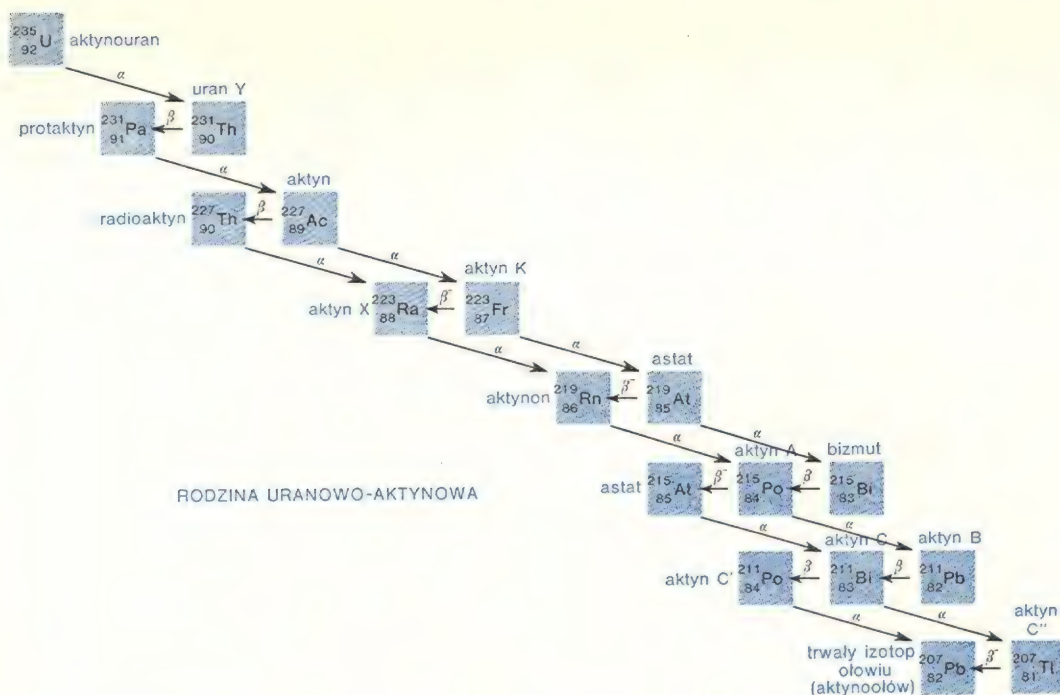 235
92 U aktynouran
α
uran Y
protaktyn 231
91 Pa β⁻ 231
90 Th
α
aktyn
radioaktyn 227
90 Th β⁻ 227
89 Ac
α α
aktyn K
aktyn X 223
88 Ra β⁻ 223
87 Fr
α α
astat
aktynon 219
86 Rn β⁻ 219
85 At
α α
aktyn A bizmut
RODZINA URANOWO-AKTYNOWA
astat 215
85 At β⁻ 215
84 Po β⁻ 215
83 Bi
α α
aktyn C aktyn B
aktyn C' 211
84 Po β⁻ 211
83 Bi β⁻ 211
82 Pb
α α
aktyn
C''
trwały izotop
ołowiu
(aktynoołów) 207
82 Pb β⁻ 207
81 Tl